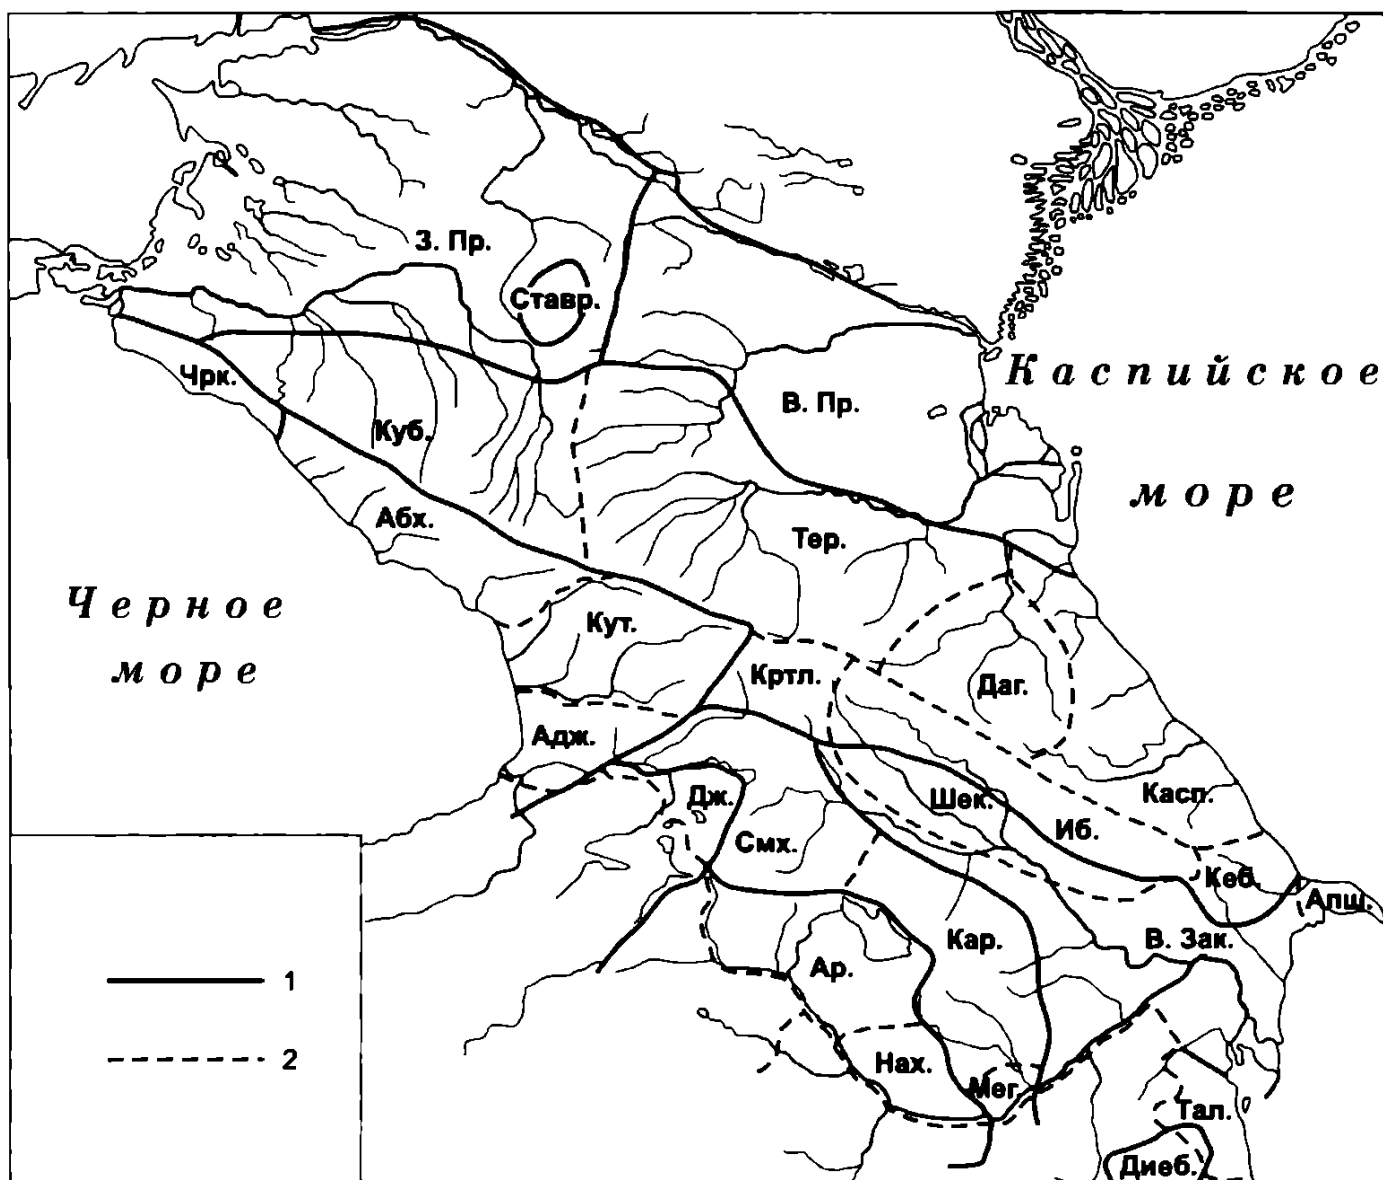 З. Пр.
Ставр.
Каспийское
море
Чрк.
В. Пр.
Куб.
Абх.
Тер.
Черное
море
Кут.
Кртл.
Даг.
Адж.
Дж.
Шек.
Касп.
Иб.
Смх.
Кеб.
Апш.
Кар.
В. Зак.
Ар.
1
2
Нах.
Мег.
Тал.
Диеб.